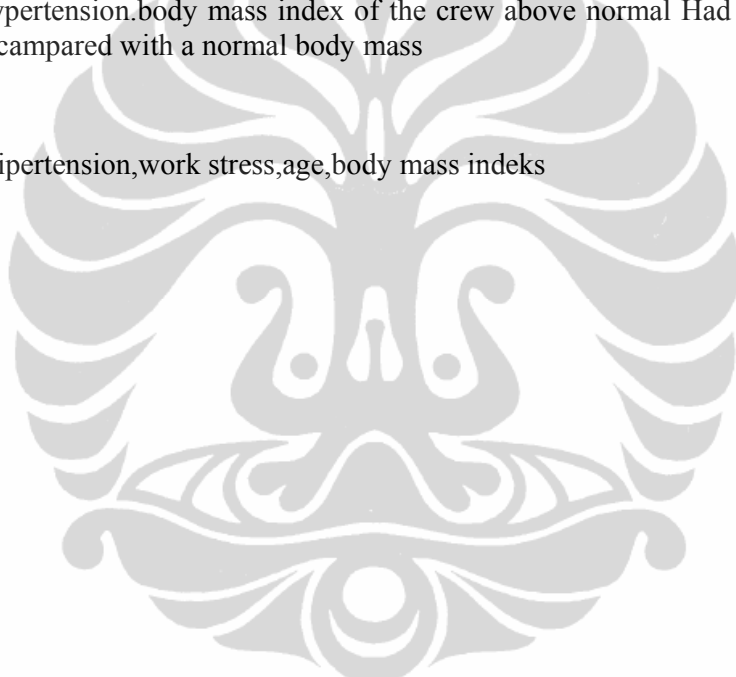 ypertension.body mass index of the crew above normal Had
campared with a normal body mass
ipertension,work stress,age,body mass indeks